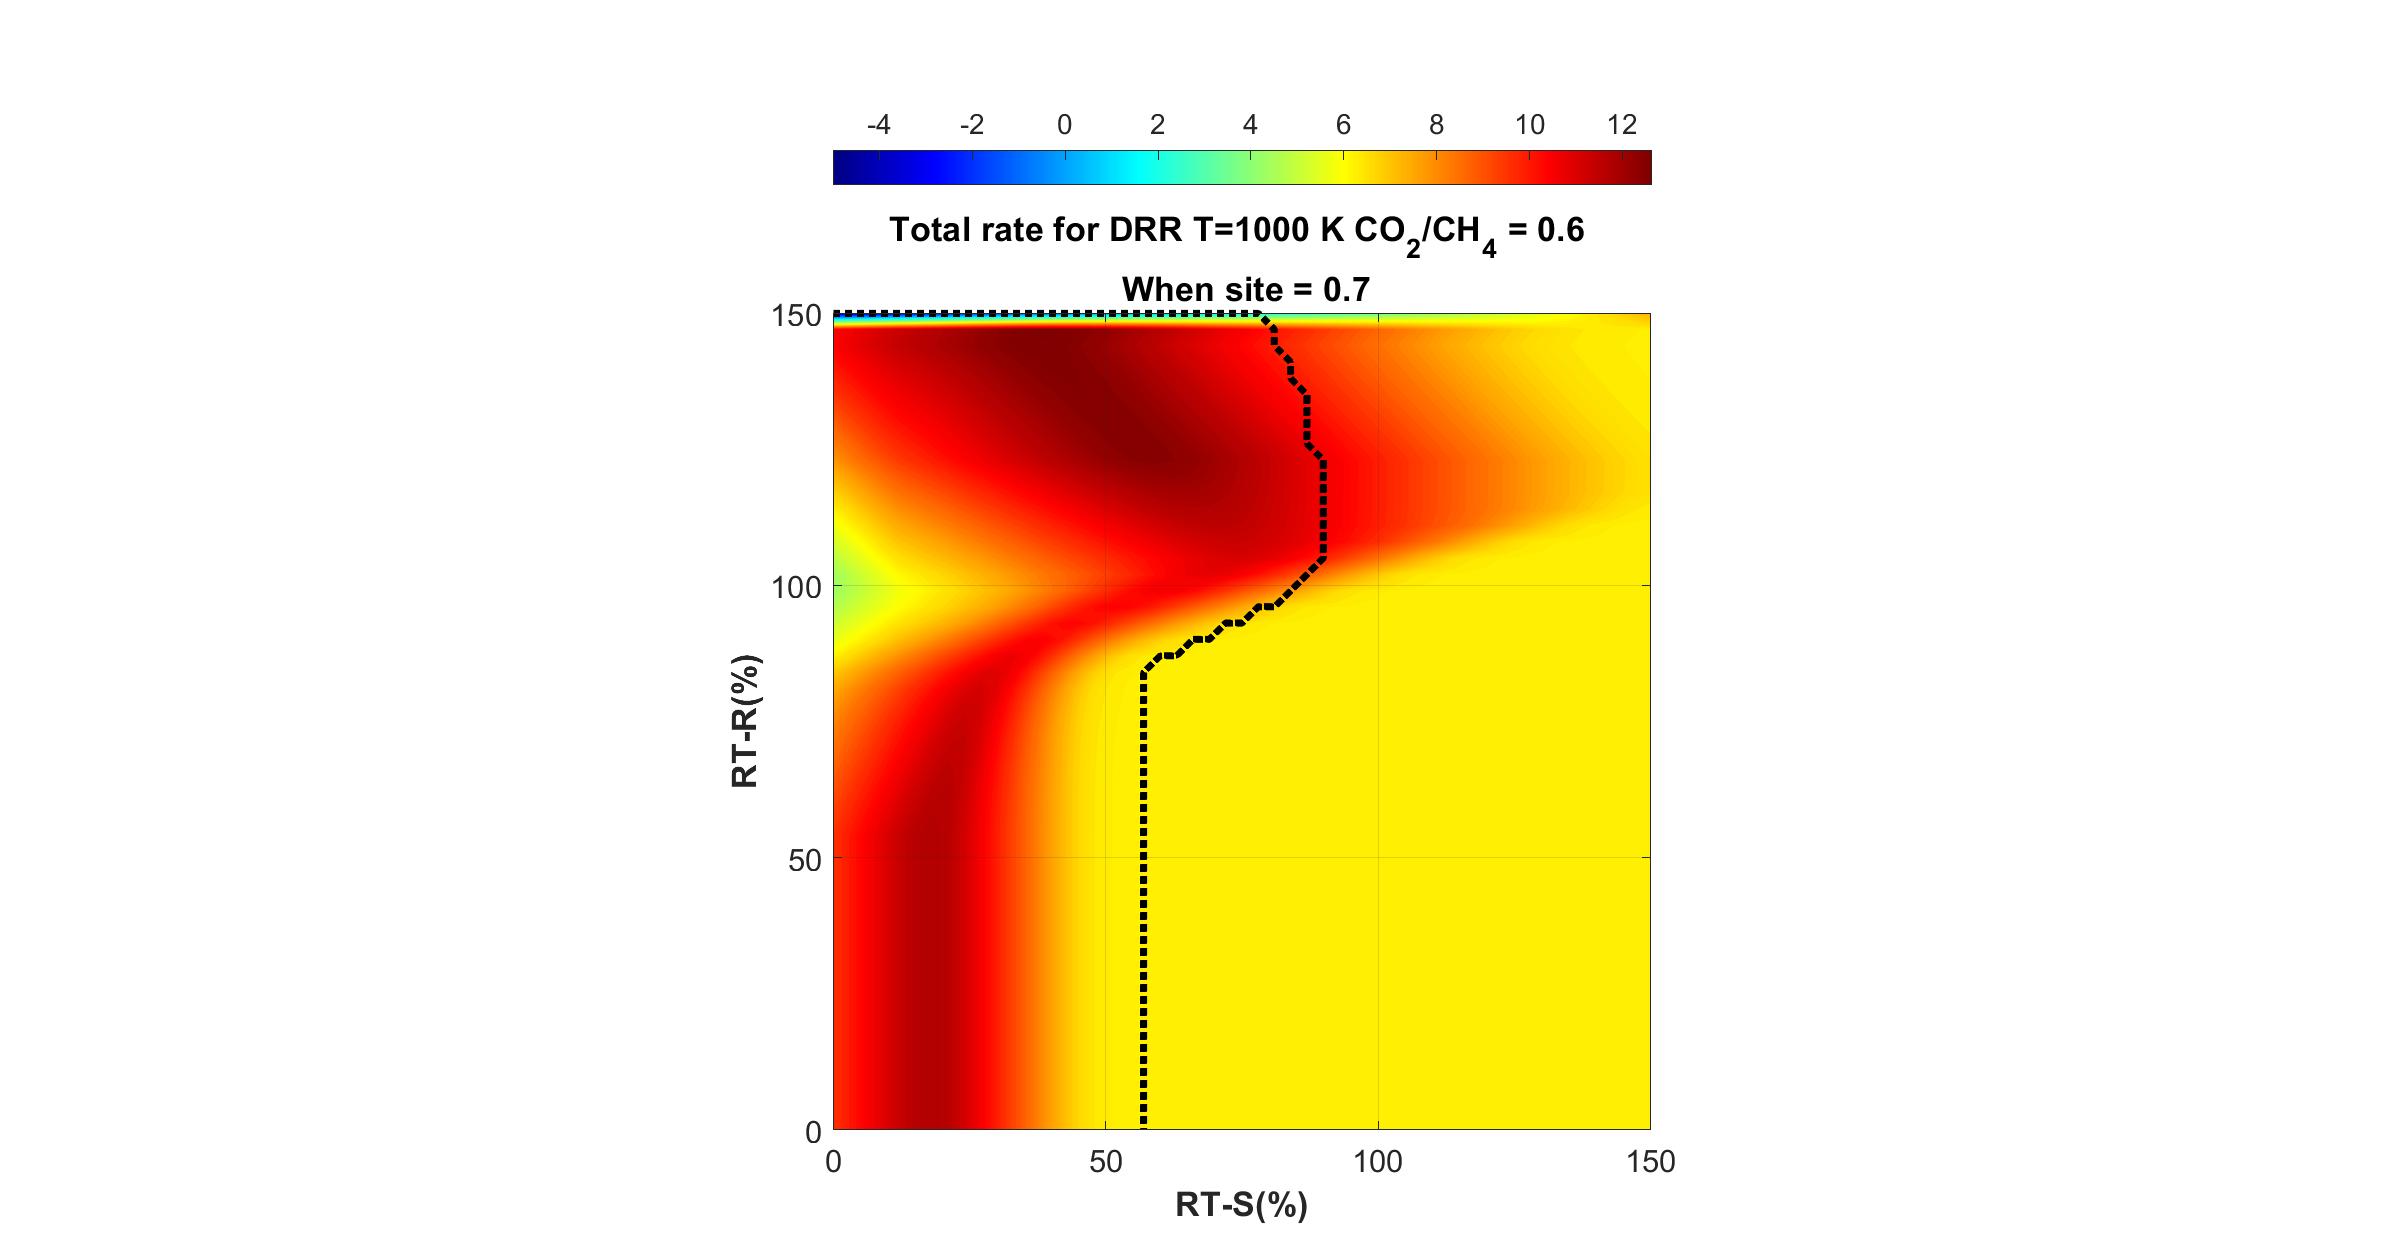 -4 -2 0 2 4 6 8 10 12
Total rate for DRR T=1000 K CO₂/CH₄ = 0.6
When site = 0.7
150
100
50
0
RT-R(%)
0 50 100 150
RT-S(%)